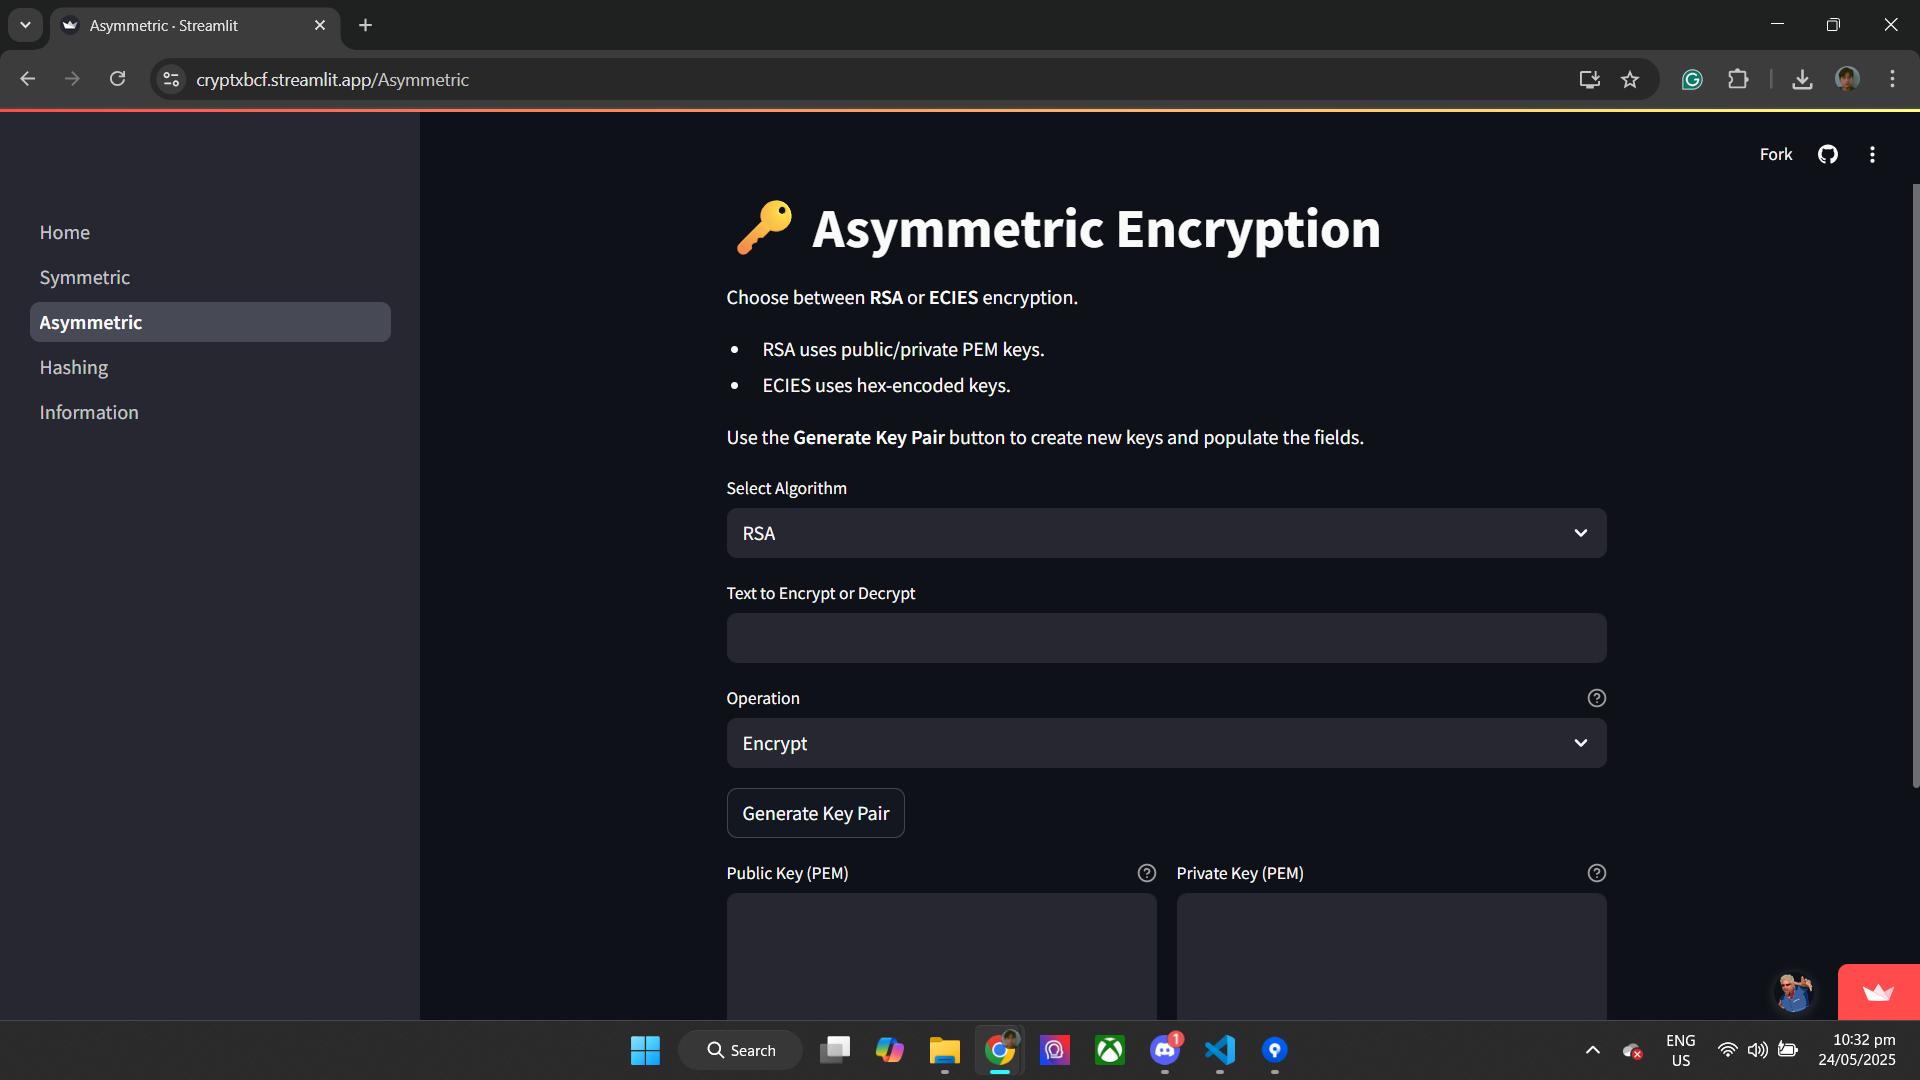 Asymmetric · Streamlit
cryptxbcf.streamlit.app/Asymmetric
Fork
Home
Symmetric
Asymmetric
Hashing
Information
Asymmetric Encryption
Choose between RSA or ECIES encryption.
• RSA uses public/private PEM keys.
• ECIES uses hex-encoded keys.
Use the Generate Key Pair button to create new keys and populate the fields.
Select Algorithm
RSA
Text to Encrypt or Decrypt
Operation
Encrypt
Generate Key Pair
Public Key (PEM)
Private Key (PEM)
Search
1
ENG
US
10:32 pm
24/05/2025